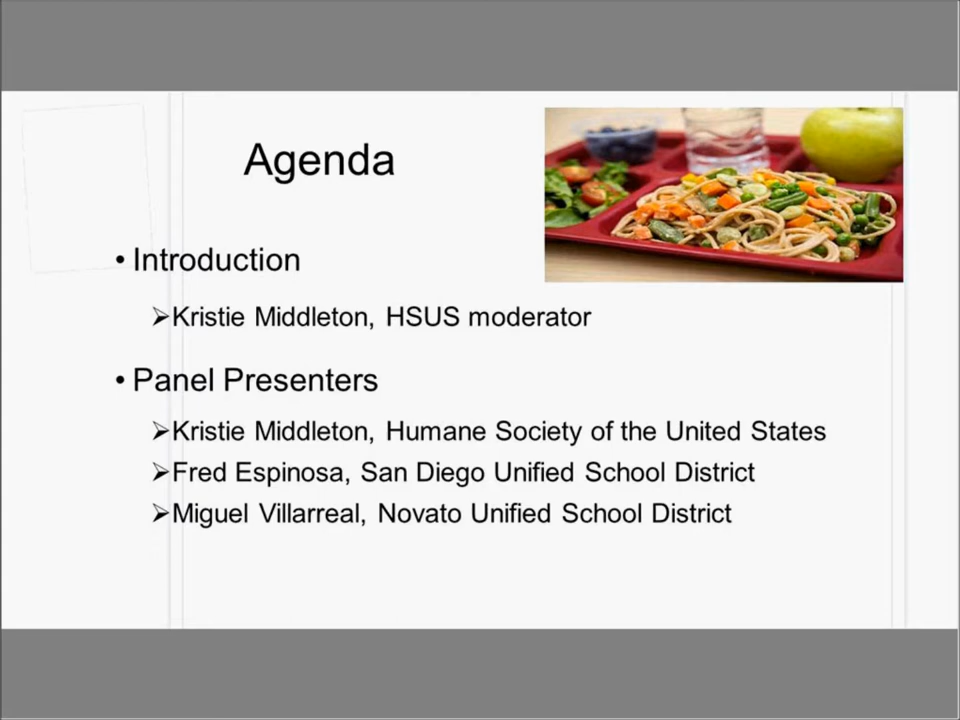 Agenda
• Introduction
➢Kristie Middleton, HSUS moderator
• Panel Presenters
➢Kristie Middleton, Humane Society of the United States
➢Fred Espinosa, San Diego Unified School District
➢Miguel Villarreal, Novato Unified School District